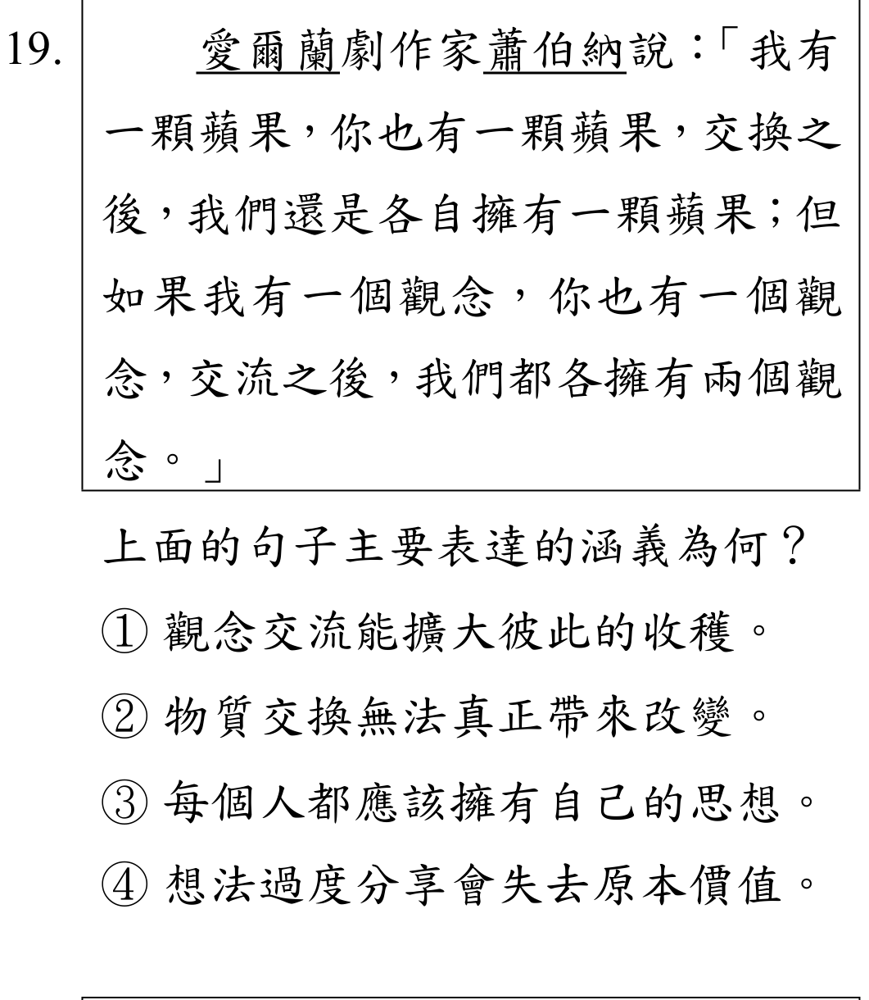 19.
愛爾蘭劇作家蕭伯納說：「我有
一顆蘋果，你也有一顆蘋果，交換之
後，我們還是各自擁有一顆蘋果；但
如果我有一個觀念，你也有一個觀
念，交流之後，我們都各擁有兩個觀
念。」
上面的句子主要表達的涵義為何？
① 觀念交流能擴大彼此的收穫。
② 物質交換無法真正帶來改變。
③ 每個人都應該擁有自己的思想。
④ 想法過度分享會失去原本價值。